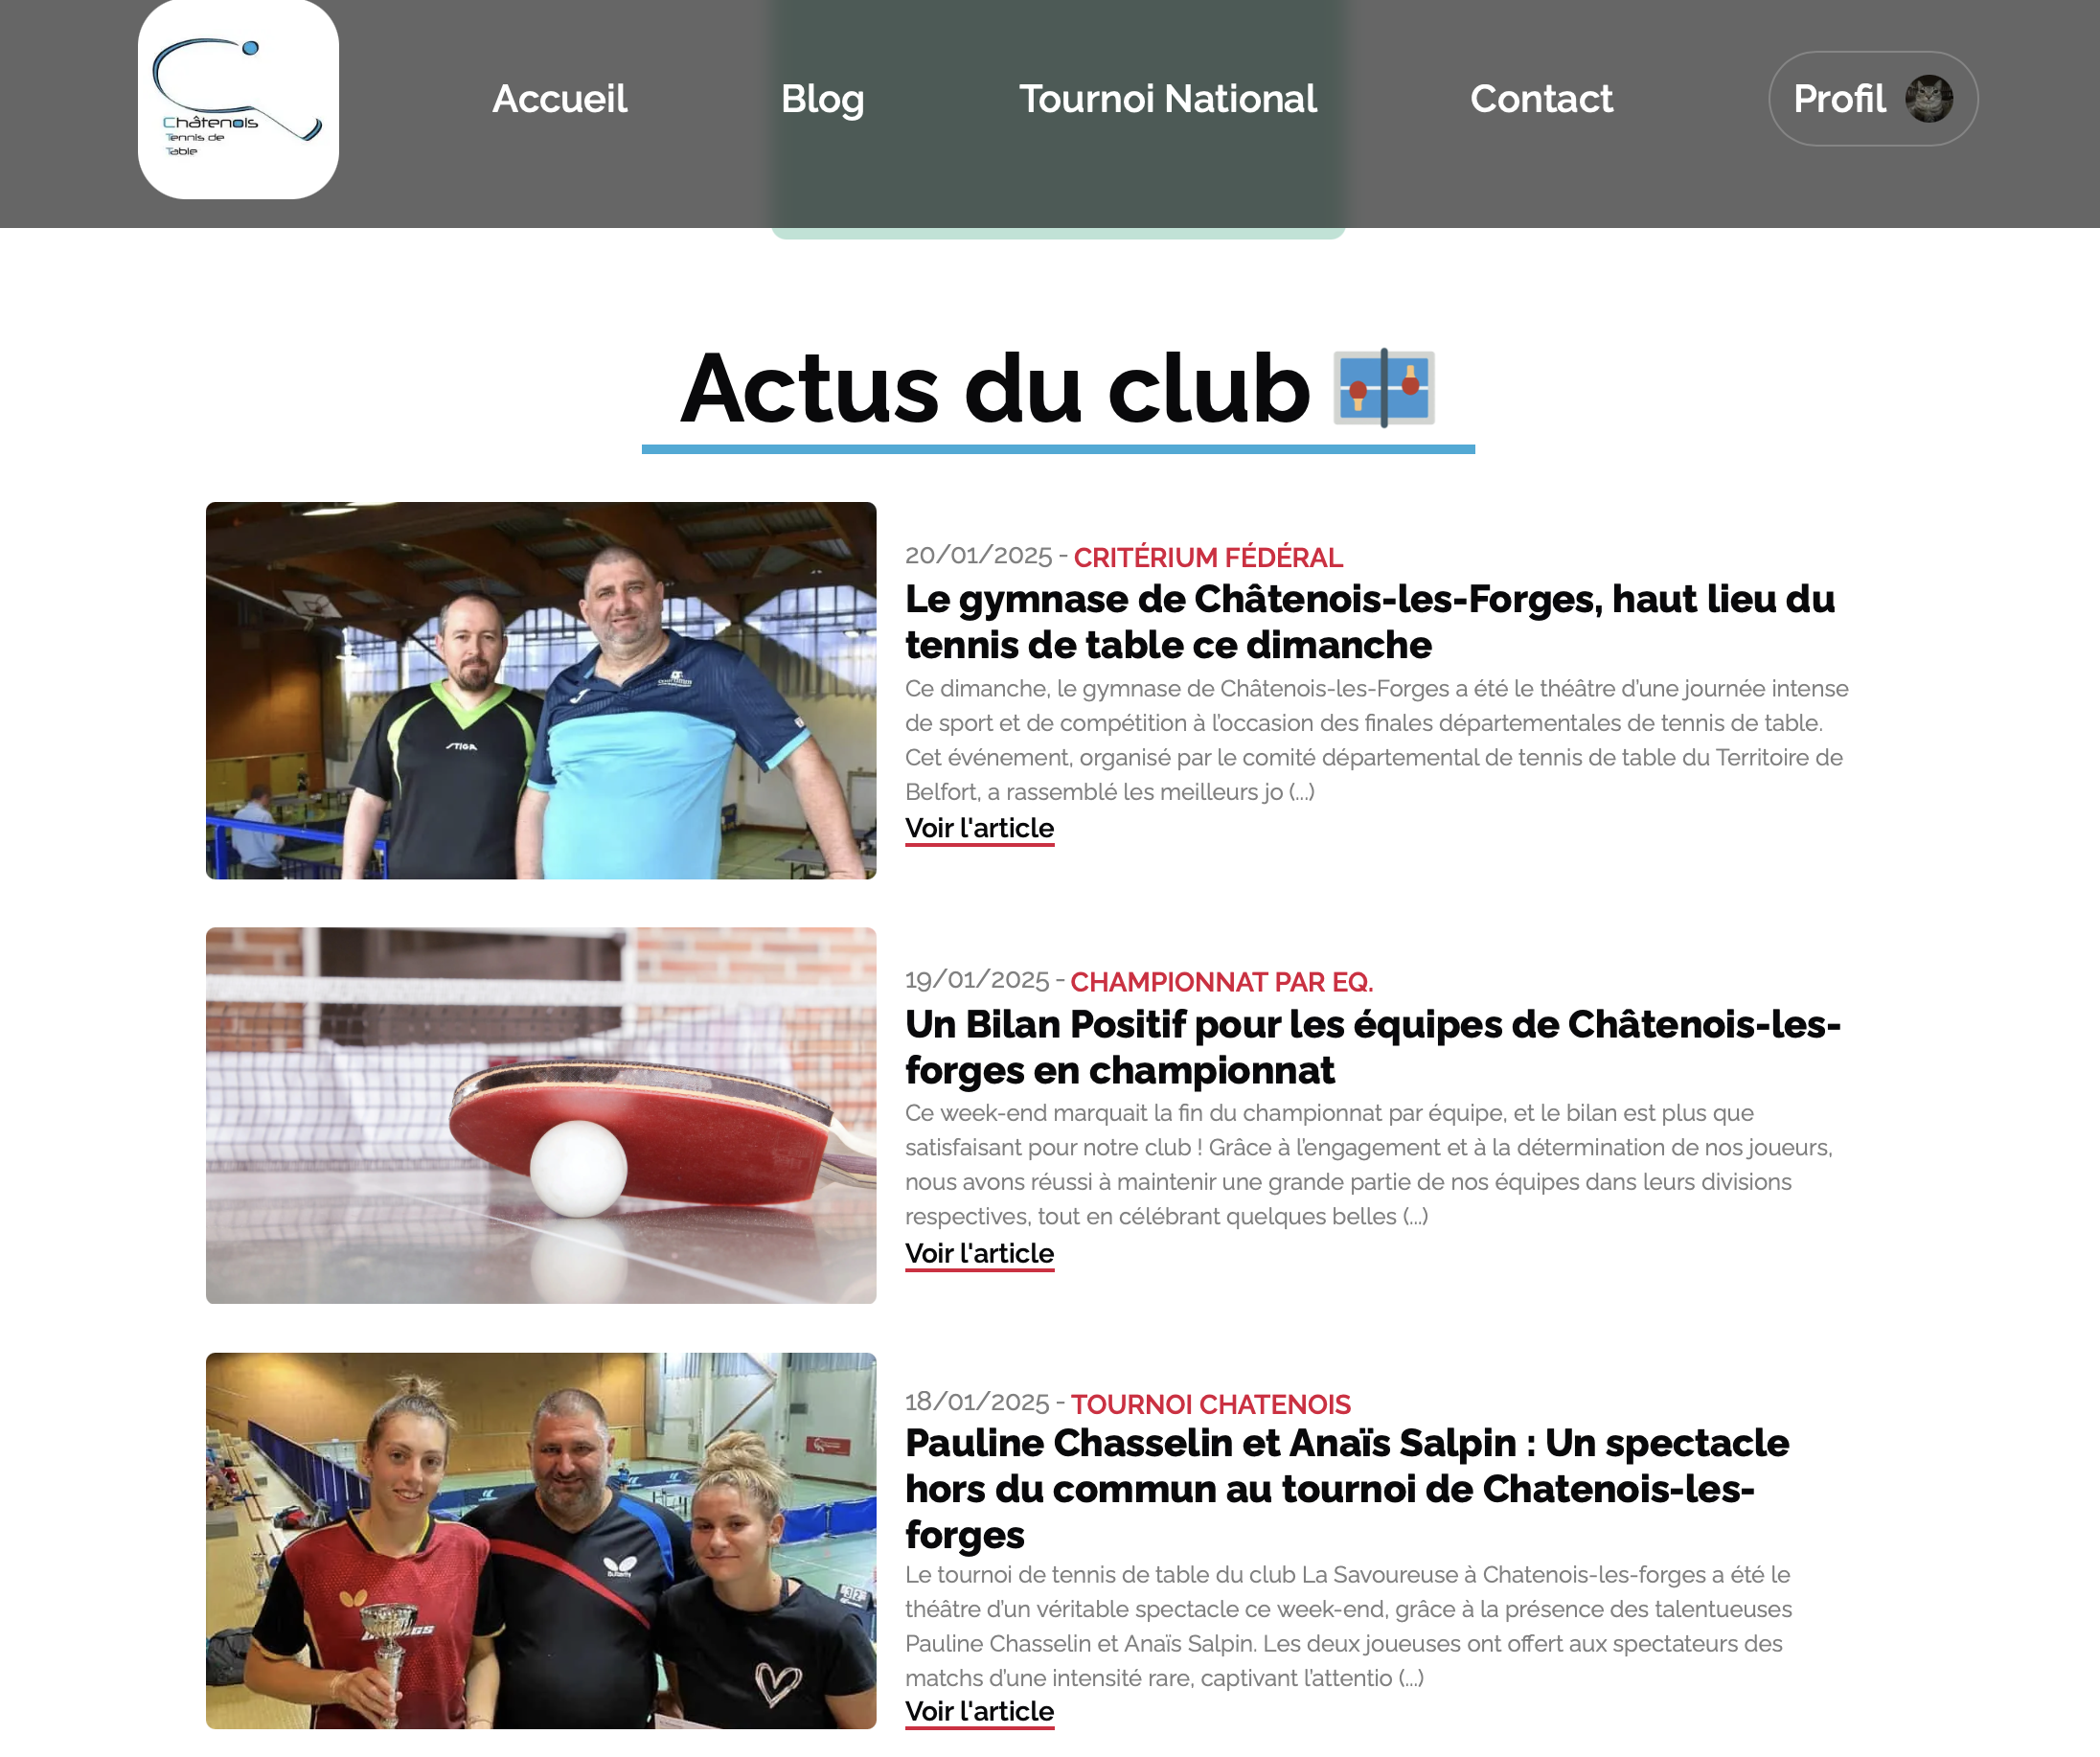 Châtenois
Tennis de
Table
Accueil
Blog
Tournoi National
Contact
Profil
Actus du club
20/01/2025 - CRITÉRIUM FÉDÉRAL
Le gymnase de Châtenois-les-Forges, haut lieu du
tennis de table ce dimanche
Ce dimanche, le gymnase de Châtenois-les-Forges a été le théâtre d'une journée intense
de sport et de compétition à l'occasion des finales départementales de tennis de table.
Cet événement, organisé par le comité départemental de tennis de table du Territoire de
Belfort, a rassemblé les meilleurs jo (...)
Voir l'article
STIGA
19/01/2025 - CHAMPIONNAT PAR EQ.
Un Bilan Positif pour les équipes de Châtenois-les-
forges en championnat
Ce week-end marquait la fin du championnat par équipe, et le bilan est plus que
satisfaisant pour notre club ! Grâce à l'engagement et à la détermination de nos joueurs,
nous avons réussi à maintenir une grande partie de nos équipes dans leurs divisions
respectives, tout en célébrant quelques belles (...)
Voir l'article
18/01/2025 - TOURNOI CHATENOIS
Pauline Chasselin et Anaïs Salpin : Un spectacle
hors du commun au tournoi de Chatenois-les-
forges
Le tournoi de tennis de table du club La Savoureuse à Chatenois-les-forges a été le
théâtre d'un véritable spectacle ce week-end, grâce à la présence des talentueuses
Pauline Chasselin et Anaïs Salpin. Les deux joueuses ont offert aux spectateurs des
matchs d'une intensité rare, captivant l'attentio (...)
Voir l'article
Butterfly